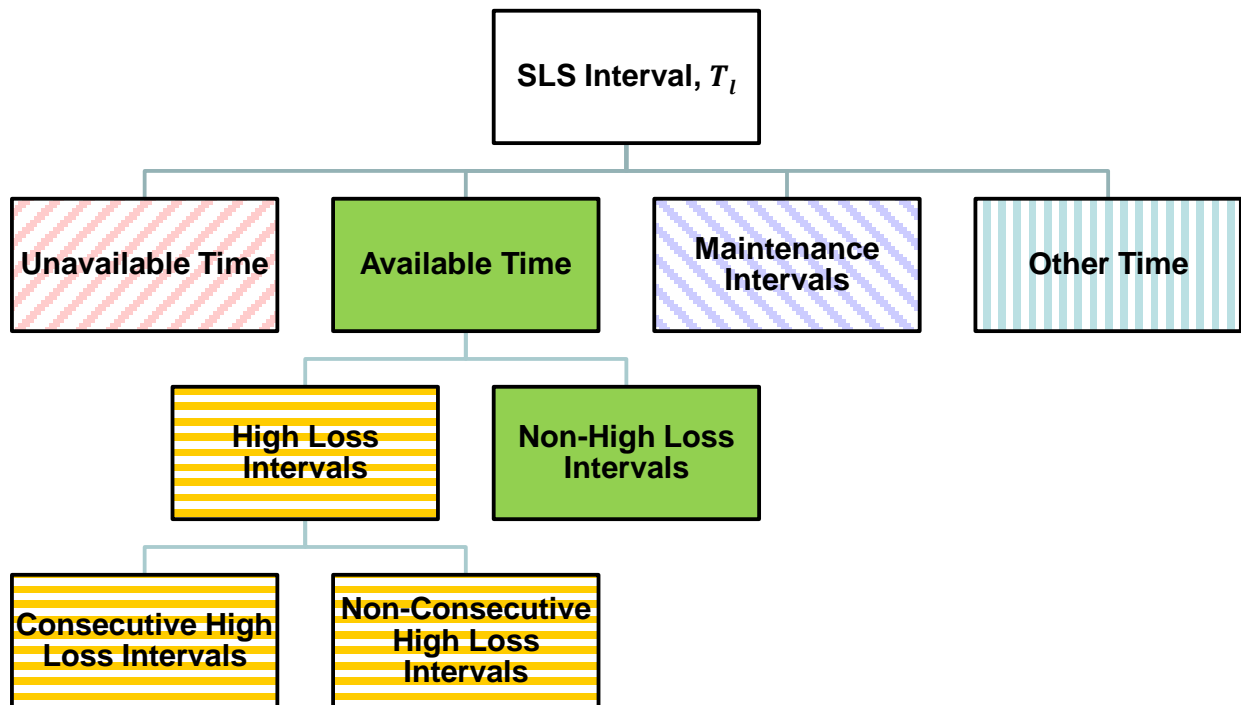 SLS Interval, T_l
Unavailable Time
Available Time
Maintenance
Intervals
Other Time
High Loss
Intervals
Non-High Loss
Intervals
Consecutive High
Loss Intervals
Non-Consecutive
High Loss
Intervals